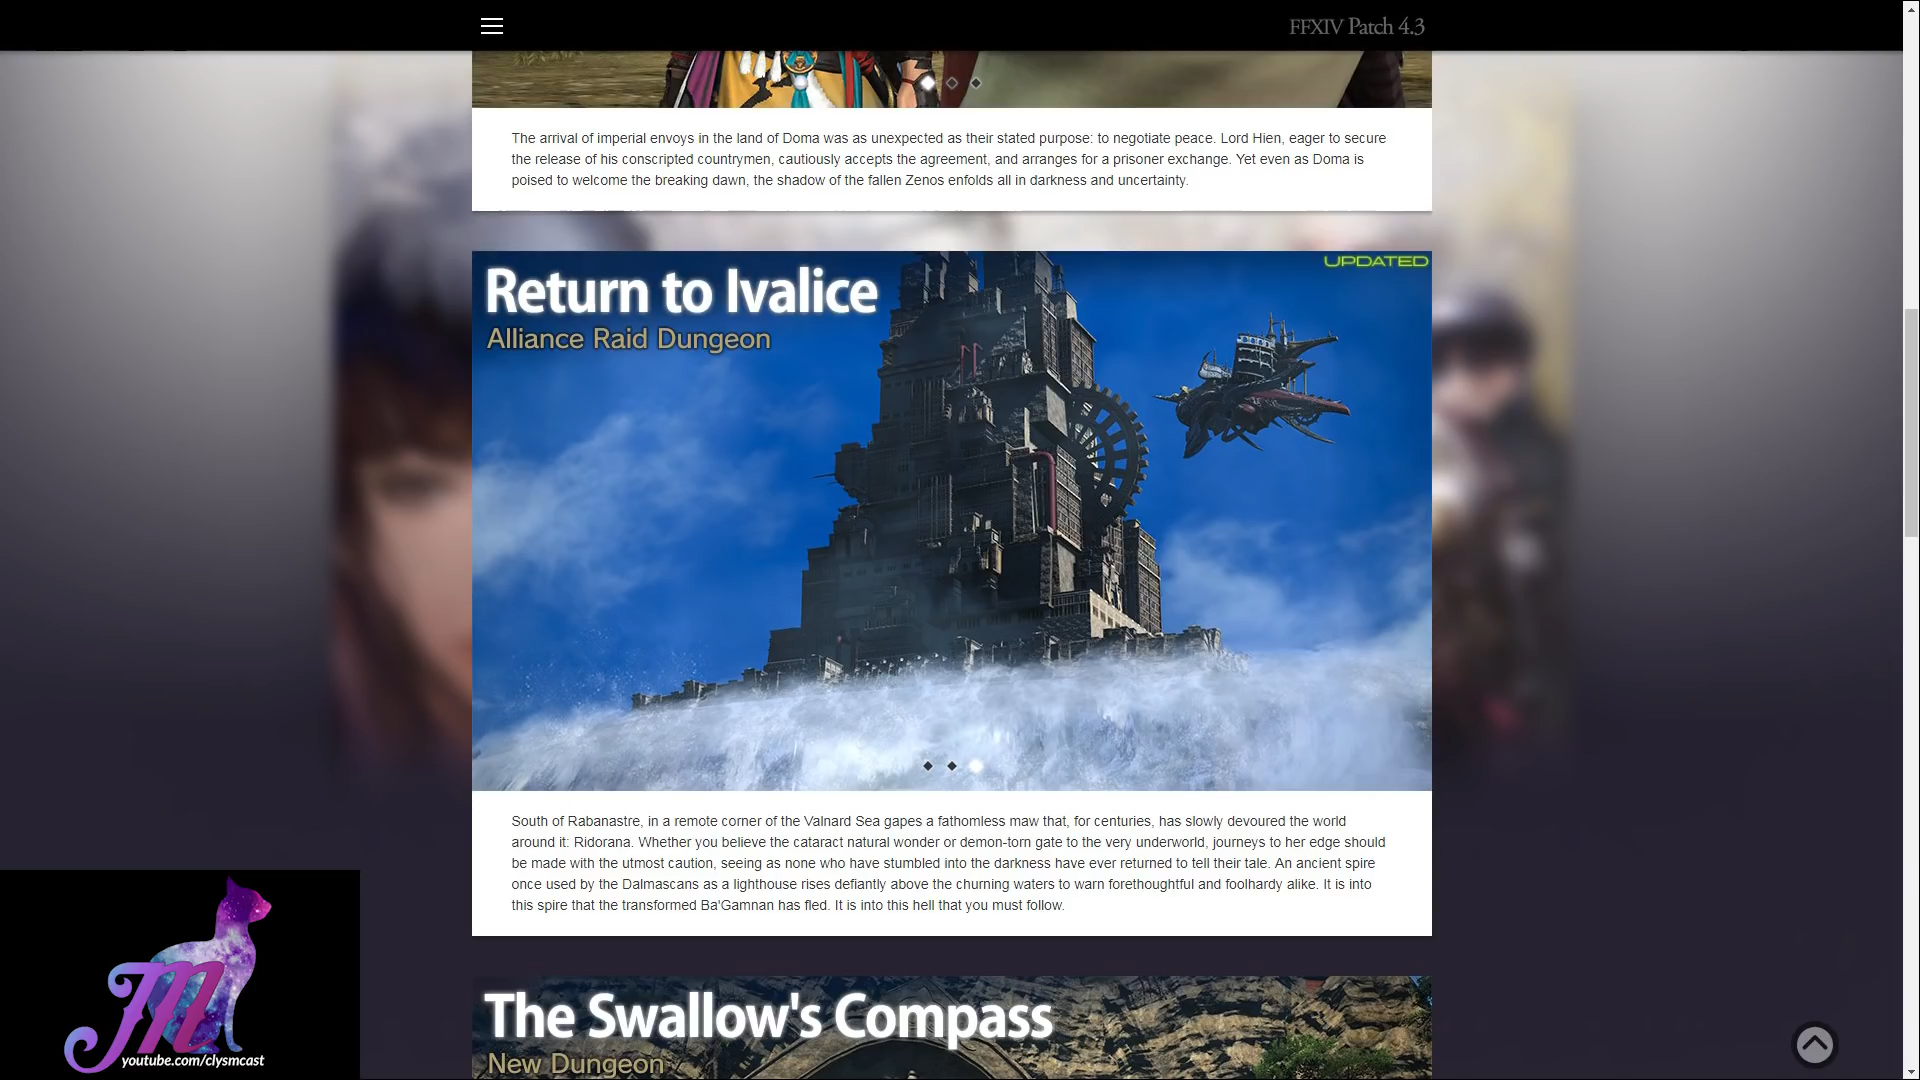 FFXIV Patch 4.3
The arrival of imperial envoys in the land of Doma was as unexpected as their stated purpose: to negotiate peace. Lord Hien, eager to secure
the release of his conscripted countrymen, cautiously accepts the agreement, and arranges for a prisoner exchange. Yet even as Doma is
poised to welcome the breaking dawn, the shadow of the fallen Zenos enfolds all in darkness and uncertainty.
UPDATED
Return to Ivalice
Alliance Raid Dungeon
South of Rabanastre, in a remote corner of the Valnard Sea gapes a fathomless maw that, for centuries, has slowly devoured the world
around it: Ridorana. Whether you believe the cataract natural wonder or demon-torn gate to the very underworld, journeys to her edge should
be made with the utmost caution, seeing as none who have stumbled into the darkness have ever returned to tell their tale. An ancient spire
once used by the Dalmascans as a lighthouse rises defiantly above the churning waters to warn forethoughtful and foolhardy alike. It is into
this spire that the transformed Ba'Gamnan has fled. It is into this hell that you must follow.
The Swallow's Compass
New Dungeon
M
youtube.com/clysmcast